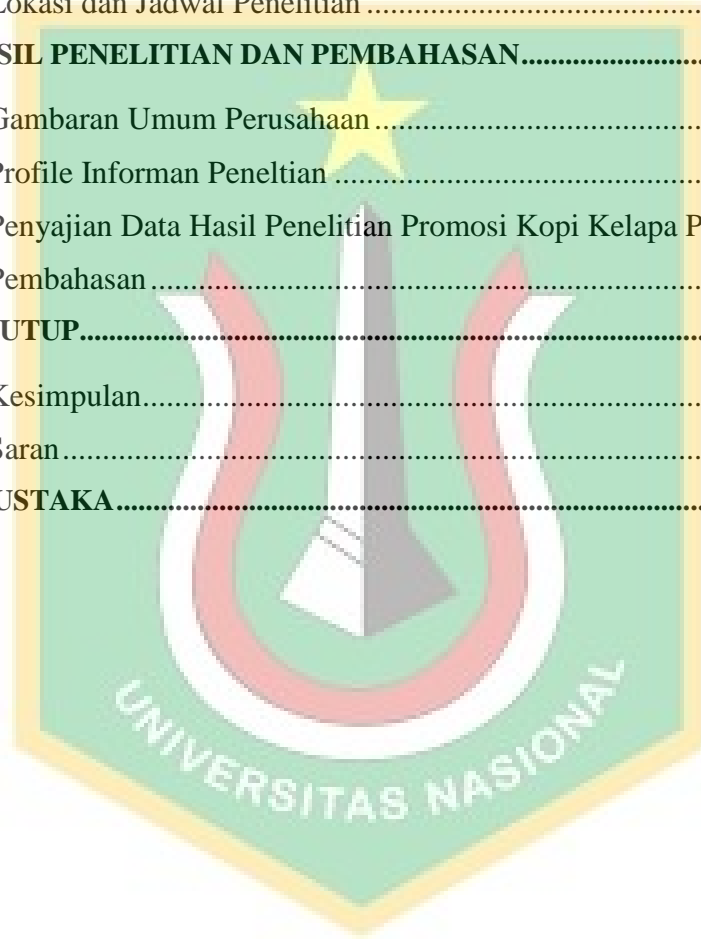 Lokasi dan Jadwal Penelitian ........................................
SIL PENELITIAN DAN PEMBAHASAN........................
Gambaran Umum Perusahaan ........................................
Profile Informan Peneltian ........................................
Penyajian Data Hasil Penelitian Promosi Kopi Kelapa P
Pembahasan ........................................
UTUP........................................
Kesimpulan........................................
Saran ........................................
USTAKA........................................
UNIVERSITAS NASIONAL